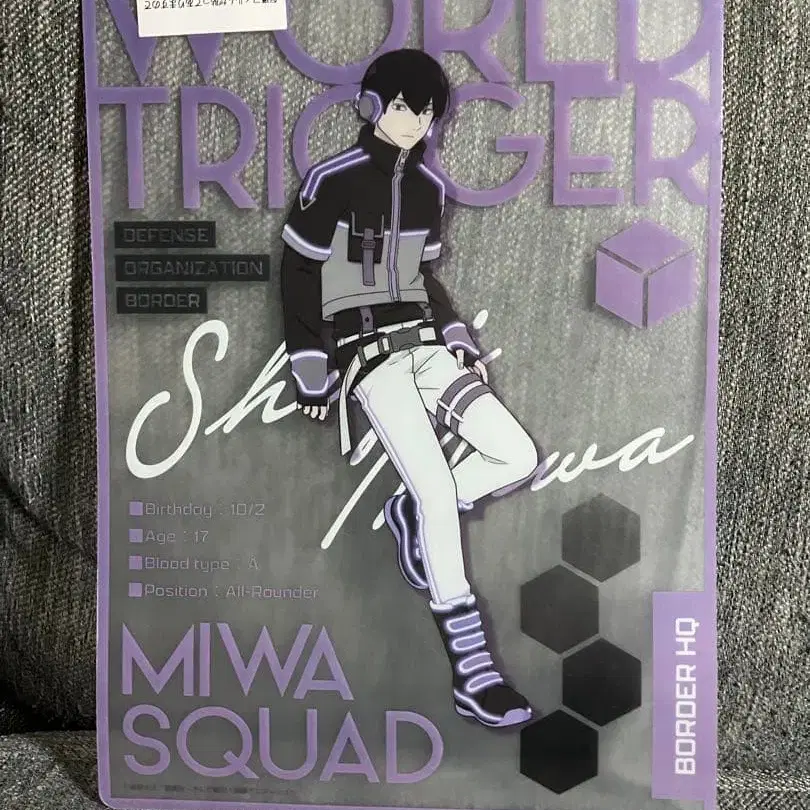 WORLD
TRIGGER
DEFENSE
ORGANIZATION
BORDER
Miwa
Birthday : 10/2
Age : 17
Blood type : A
Position : All-Rounder
MIWA
SQUAD
BORDER HQ